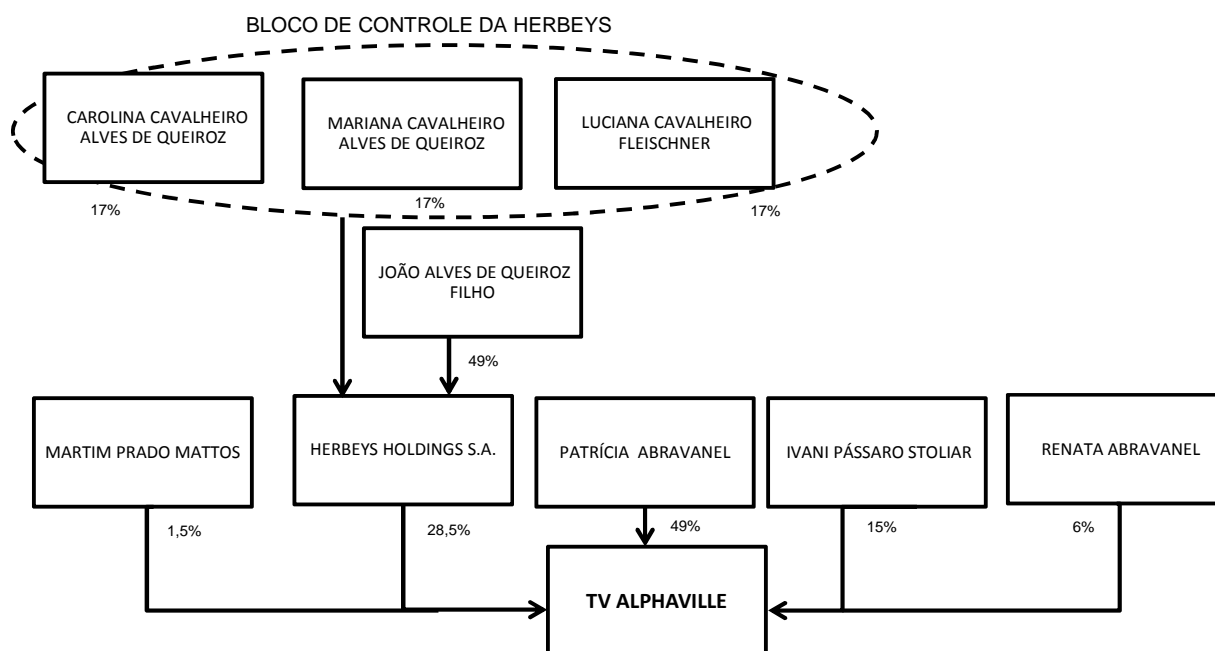 BLOCO DE CONTROLE DA HERBEYS
CAROLINA CAVALHEIRO
ALVES DE QUEIROZ
MARIANA CAVALHEIRO
ALVES DE QUEIROZ
LUCIANA CAVALHEIRO
FLEISCHNER
17%
17%
17%
JOÃO ALVES DE QUEIROZ
FILHO
49%
MARTIM PRADO MATTOS
HERBEYS HOLDINGS S.A.
PATRÍCIA ABRAVANEL
IVANI PÁSSARO STOLIAR
RENATA ABRAVANEL
1,5%
28,5%
49%
15%
6%
TV ALPHAVILLE